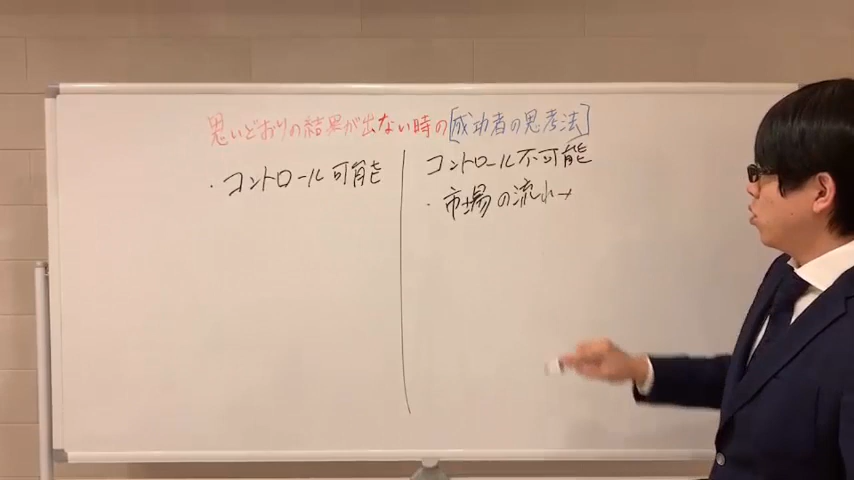 思いどおりの結果が出ない時の[成功者の思考法]
・コントロール可能
コントロール不可能
・市場の流れ→